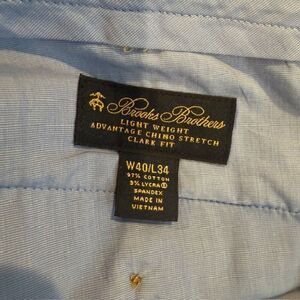 Brooks Brothers
LIGHT WEIGHT
ADVANTAGE CHINO STRETCH
CLARK FIT
W40/L34
97% COTTON
3% LYCRA®
SPANDEX
MADE IN
VIETNAM